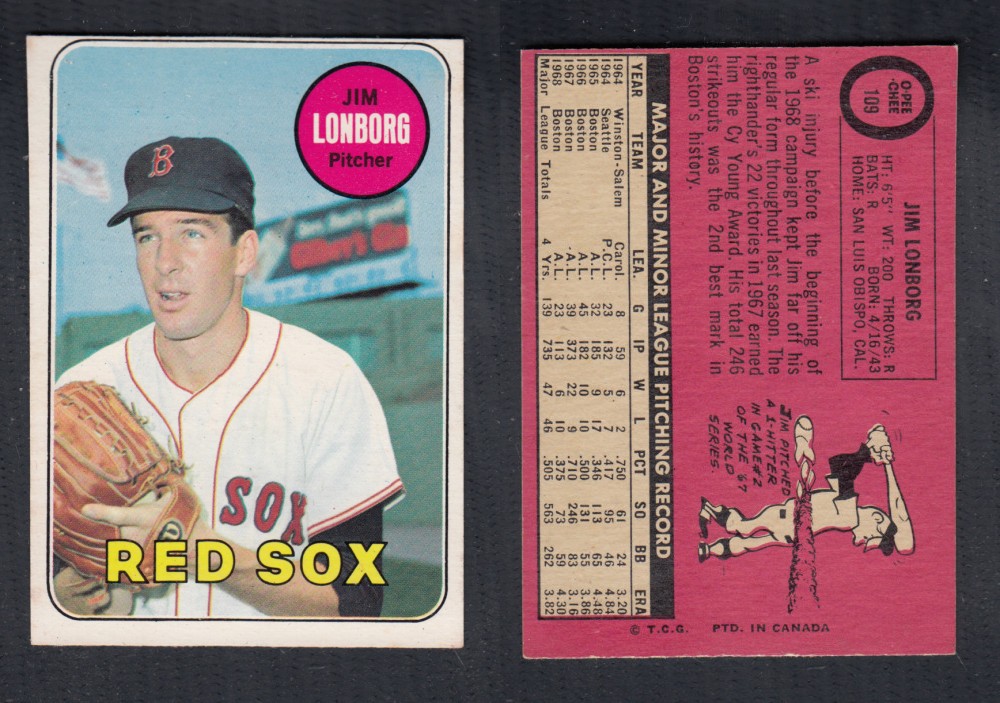 JIM
LONBORG
Pitcher
B
SOX
RED SOX
O-PEE
-CHEE
109
JIM LONBORG
HT: 6'5" WT: 200 THROWS: R
BATS: R BORN: 4/16/43
HOME: SAN LUIS OBISPO, CAL.
A ski injury before the beginning of
the 1968 campaign kept Jim far off his
regular form throughout last season. The
righthander's 22 victories in 1967 earned
him the Cy Young Award. His total 246
strikeouts was the 2nd best mark in
Boston's history.
JIM PITCHED
A 1-HITTER
IN GAME #2
OF THE '67
WORLD
SERIES.
MAJOR AND MINOR LEAGUE PITCHING RECORD
YEAR TEAM LEA G IP W L PCT SO BB ERA
1964 Winston-Salem Carol. 8 59 6 2 .750 61 24 3.20
1964 Seattle P.C.L. 23 132 5 7 .417 95 46 4.84
1965 Boston A.L. 32 185 9 17 .346 113 65 4.48
1966 Boston A.L. 45 182 10 10 .500 131 55 3.86
1967 Boston A.L. 39 373 22 9 .710 246 83 3.16
1968 Boston A.L. 23 113 6 10 .375 73 59 4.30
Major League Totals 4 Yrs. 139 735 47 46 .505 563 262 3.82
© T.C.G. PTD. IN CANADA